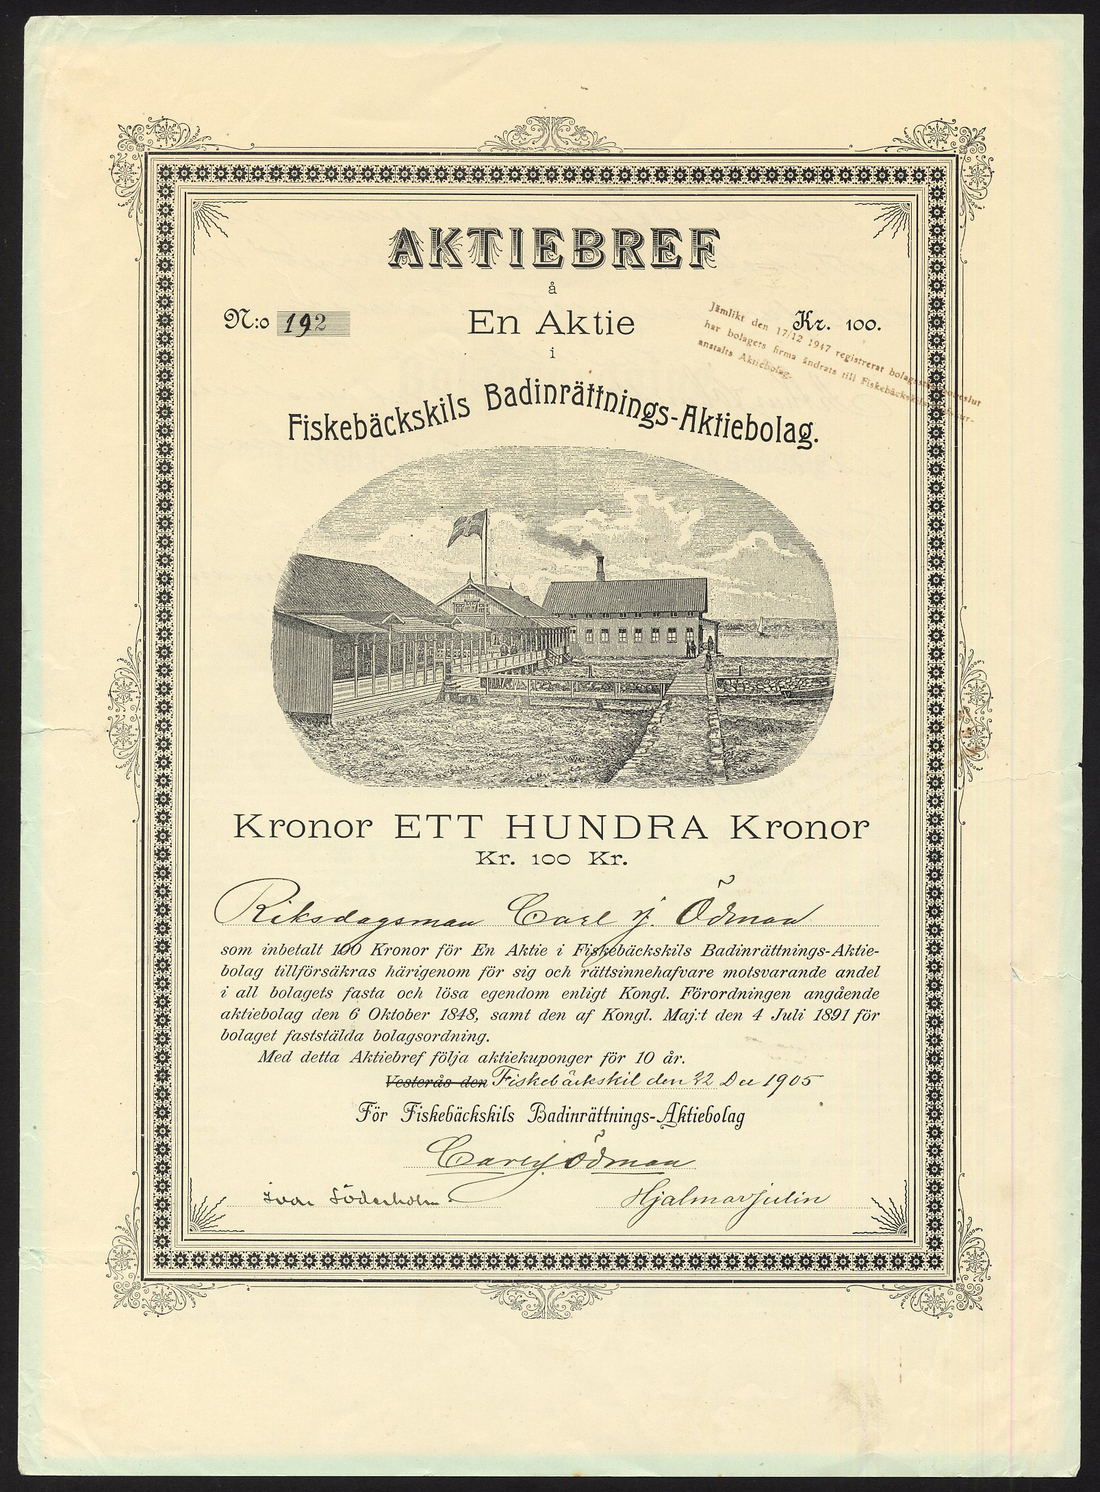 AKTIEBREF
å
N:o 192 En Aktie Kr. 100.
i
Jämlikt den 17/12 1947 registrerat
har bolagets firma ändrats till Fiskebäckskils
anstalts Aktiebolag.
Fiskebäckskils Badinrättnings-Aktiebolag.
Kronor ETT HUNDRA Kronor
Kr. 100 Kr.
Riksdagsman Carl J. Ödman
som inbetalt 100 Kronor för En Aktie i Fiskebäckskils Badinrättnings-Aktie-
bolag tillförsäkras härigenom för sig och rättsinnehafvare motsvarande andel
i all bolagets fasta och lösa egendom enligt Kongl. Förordningen angående
aktiebolag den 6 Oktober 1848, samt den af Kongl. Maj:t den 4 Juli 1891 för
bolaget faststälda bolagsordning.
Med detta Aktiebref följa aktiekuponger för 10 år.
Vesterås den Fiskebäckskil den 22 Dec 1905
För Fiskebäckskils Badinrättnings-Aktiebolag
Carl J. Ödman
Ivar Söderholm Hjalmar Julin